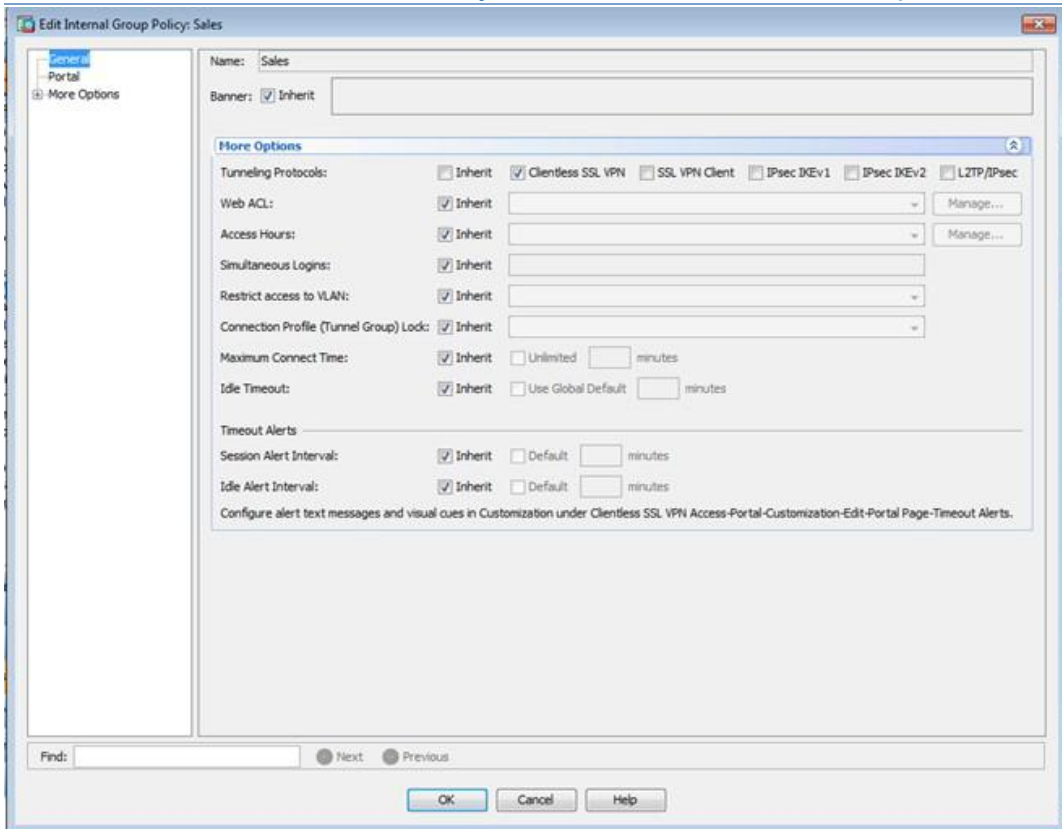 Edit Internal Group Policy: Sales
General
Portal
More Options
Name: Sales
Banner: Inherit
More Options
Tunneling Protocols: Inherit Clientless SSL VPN SSL VPN Client IPsec IKEv1 IPsec IKEv2 L2TP/IPsec
Web ACL: Inherit Manage...
Access Hours: Inherit Manage...
Simultaneous Logins: Inherit
Restrict access to VLAN: Inherit
Connection Profile (Tunnel Group) Lock: Inherit
Maximum Connect Time: Inherit Unlimited minutes
Idle Timeout: Inherit Use Global Default minutes
Timeout Alerts
Session Alert Interval: Inherit Default minutes
Idle Alert Interval: Inherit Default minutes
Configure alert text messages and visual cues in Customization under Clientless SSL VPN Access-Portal-Customization-Edit-Portal Page-Timeout Alerts.
Find: Next Previous
OK Cancel Help